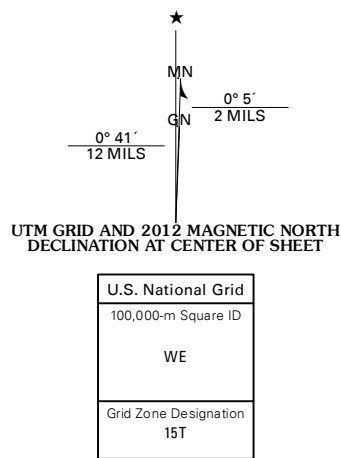 ★
MN
0° 5´
2 MILS
GN
0° 41´
12 MILS
UTM GRID AND 2012 MAGNETIC NORTH
DECLINATION AT CENTER OF SHEET
U.S. National Grid
100,000-m Square ID
WE
Grid Zone Designation
15T